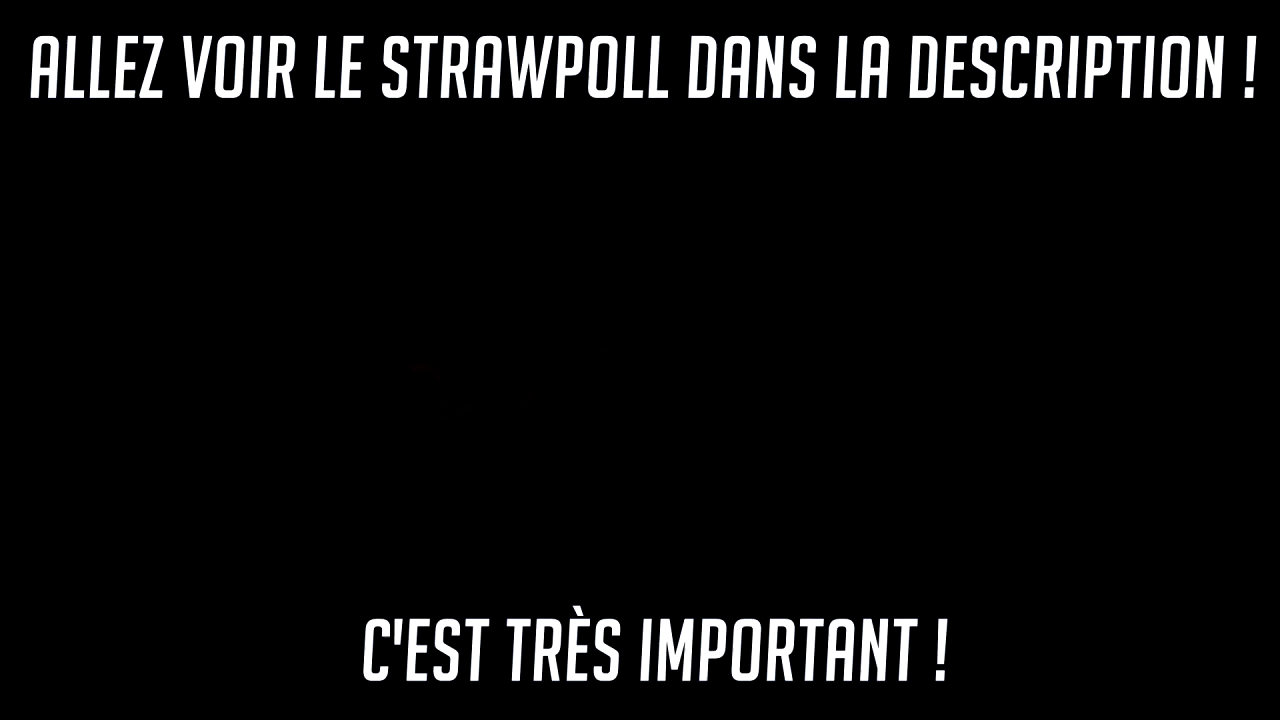 ALLEZ VOIR LE STRAWPOLL DANS LA DESCRIPTION !
C'EST TRÈS IMPORTANT !